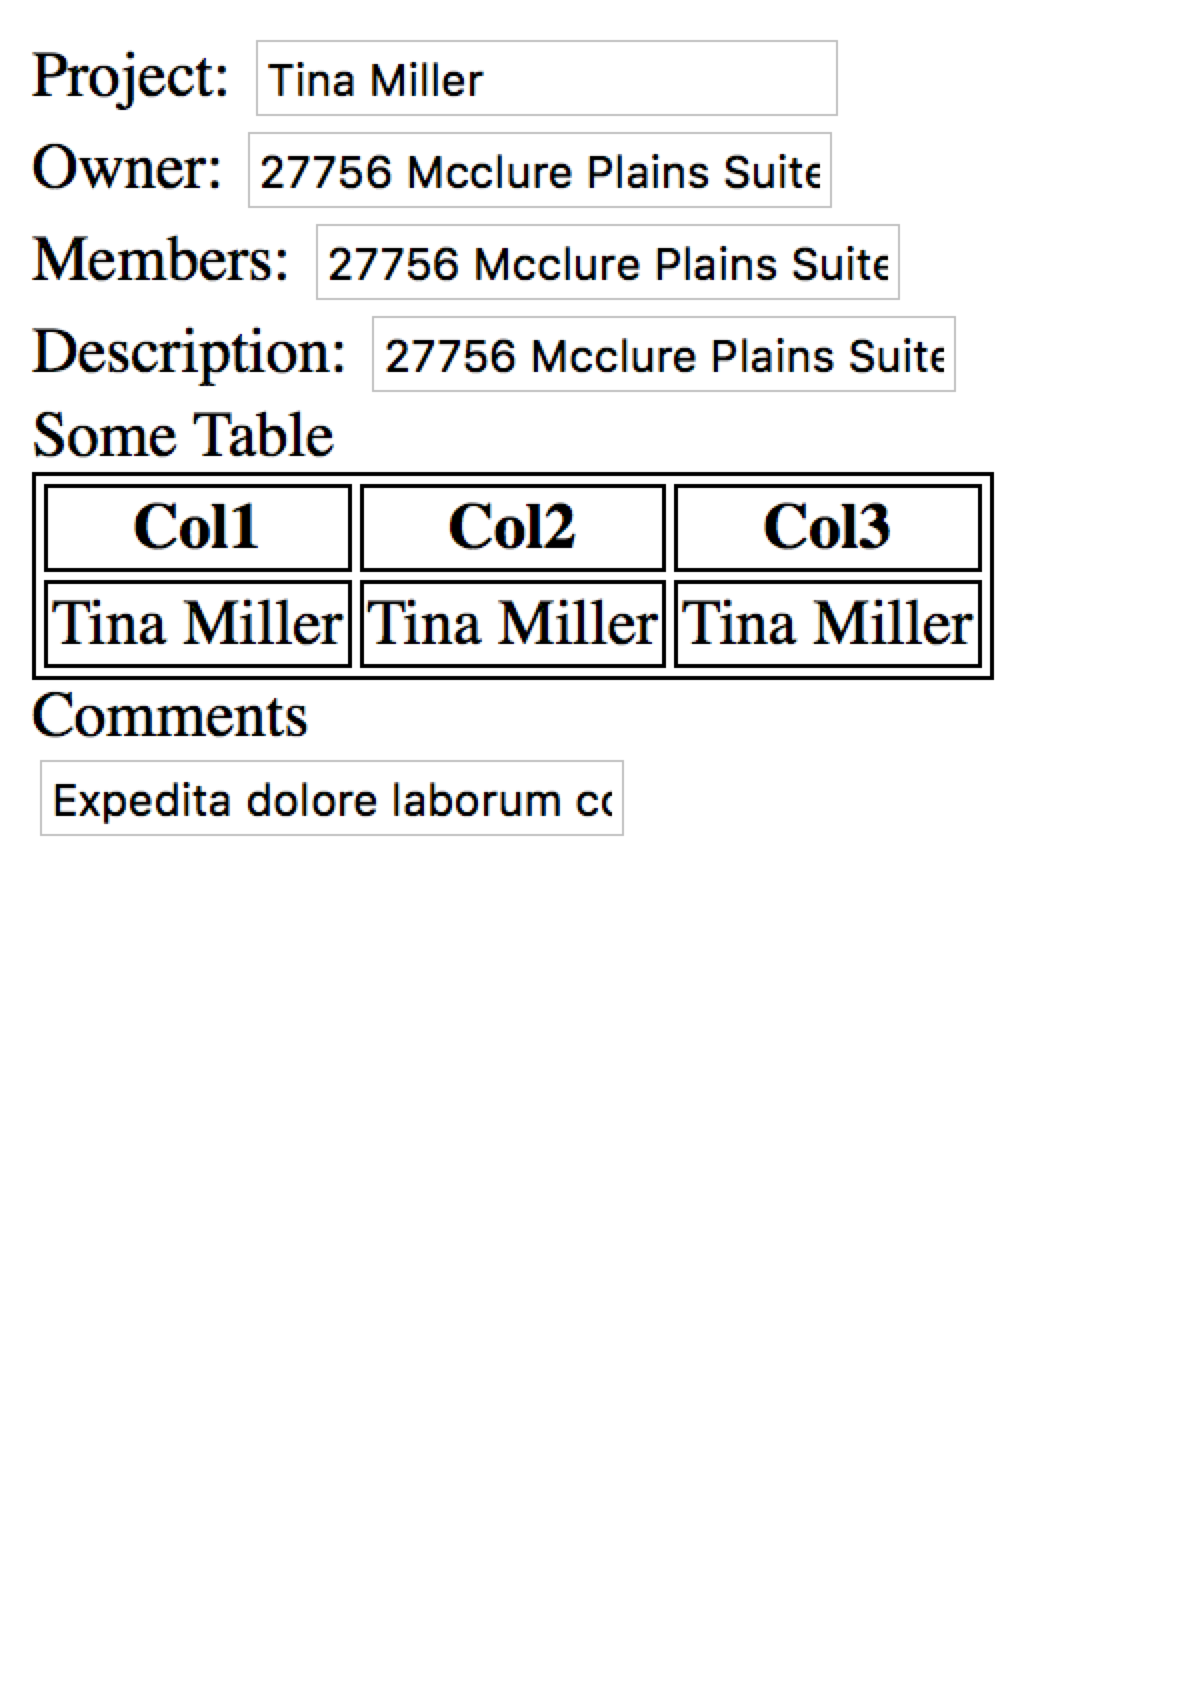 Project: Tina Miller
Owner: 27756 Mcclure Plains Suite
Members: 27756 Mcclure Plains Suite
Description: 27756 Mcclure Plains Suite
Some Table
Col1 Col2 Col3
Tina Miller Tina Miller Tina Miller
Comments
Expedita dolore laborum